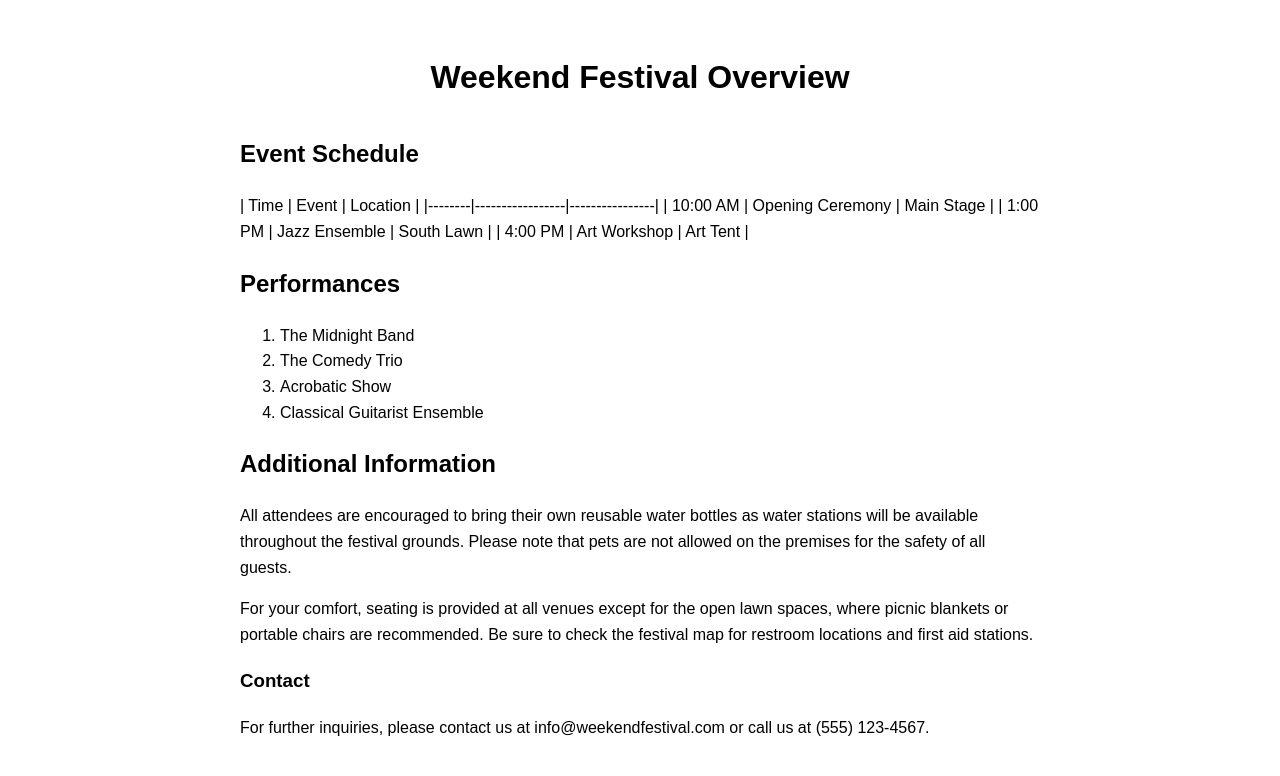 Weekend Festival Overview
Event Schedule
| Time | Event | Location | |--------|-----------------|----------------| | 10:00 AM | Opening Ceremony | Main Stage | | 1:00
PM | Jazz Ensemble | South Lawn | | 4:00 PM | Art Workshop | Art Tent |
Performances
1. The Midnight Band
2. The Comedy Trio
3. Acrobatic Show
4. Classical Guitarist Ensemble
Additional Information
All attendees are encouraged to bring their own reusable water bottles as water stations will be available
throughout the festival grounds. Please note that pets are not allowed on the premises for the safety of all
guests.
For your comfort, seating is provided at all venues except for the open lawn spaces, where picnic blankets or
portable chairs are recommended. Be sure to check the festival map for restroom locations and first aid stations.
Contact
For further inquiries, please contact us at info@weekendfestival.com or call us at (555) 123-4567.